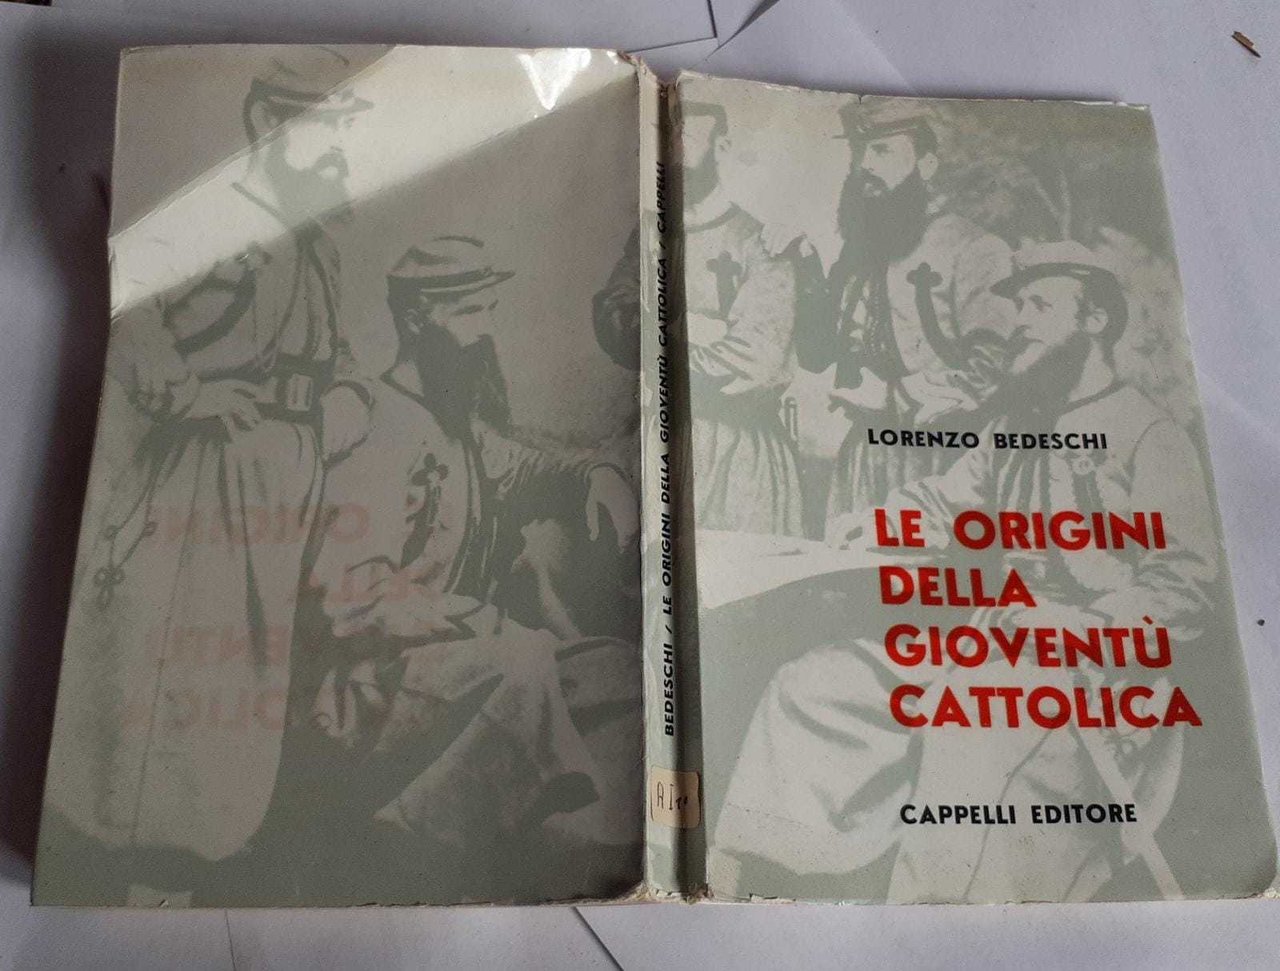 LORENZO BEDESCHI
LE ORIGINI
DELLA
GIOVENTÙ
CATTOLICA
CAPPELLI EDITORE
BEDESCHI / LE ORIGINI DELLA GIOVENTÙ CATTOLICA / CAPPELLI